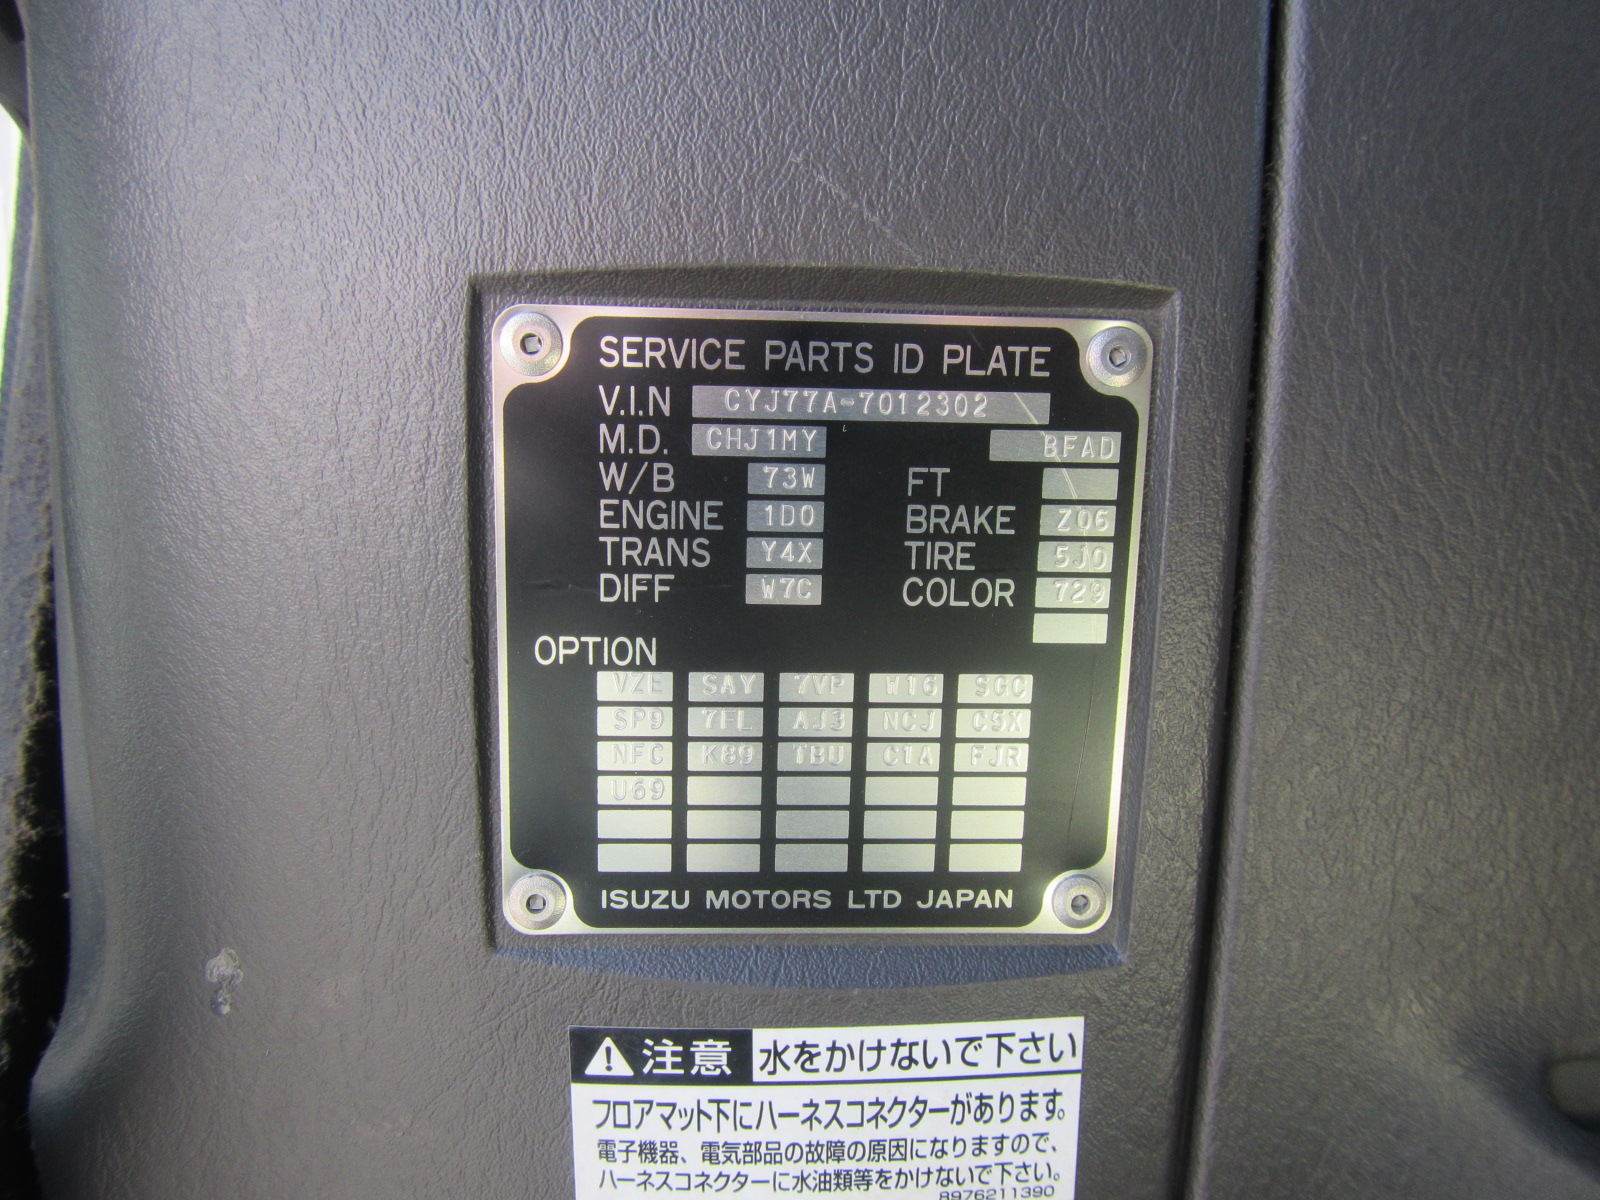 SERVICE PARTS ID PLATE
V.I.N CYJ77A-7012302
M.D. CHJ1MY BFAD
W/B 73W FT
ENGINE 1D0 BRAKE Z06
TRANS Y4X TIRE 5J0
DIFF W7C COLOR 729
OPTION
VZE SAY 7VP W16 SGC
SP9 7FL AJ3 NCJ C5X
NFC K89 TBU C1A FJR
U69
ISUZU MOTORS LTD JAPAN
注意 水をかけないで下さい
フロアマット下にハーネスコネクターがあります。
電子機器、電気部品の故障の原因になりますので、
ハーネスコネクターに水油類等をかけないで下さい。
8976211390